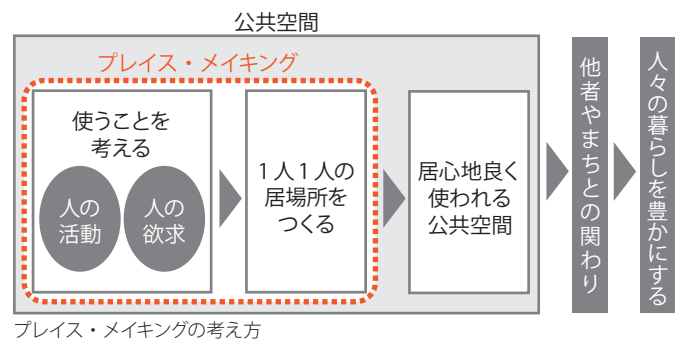 公共空間
プレイス・メイキング
使うことを
考える
人の
活動
人の
欲求
1人1人の
居場所を
つくる
居心地良く
使われる
公共空間
他者やまちとの関わり
人々の暮らしを豊かにする
プレイス・メイキングの考え方